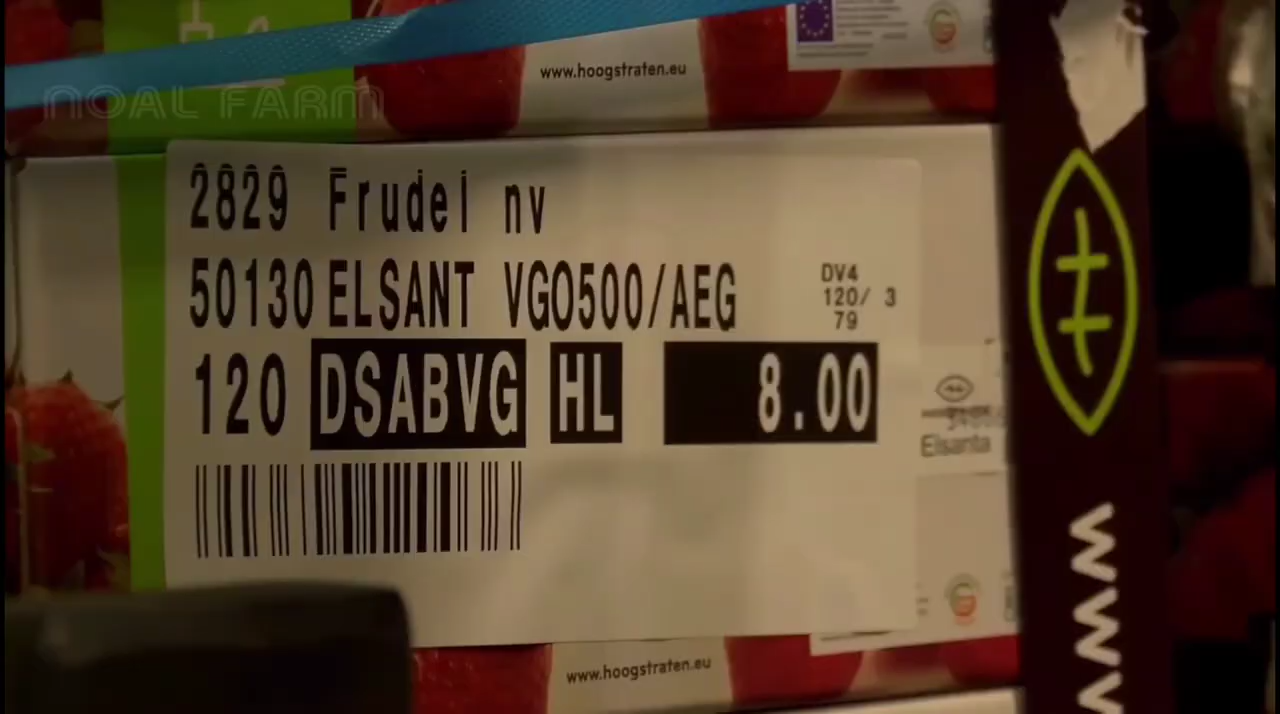 www.hoogstraten.eu
NOAL FARM
2829 Frudel nv
50130 ELSANT VGO500/AEG
DV4
120/ 3
79
120 DSABVG HL 8.00
Elsanta
www.hoogstraten.eu
www